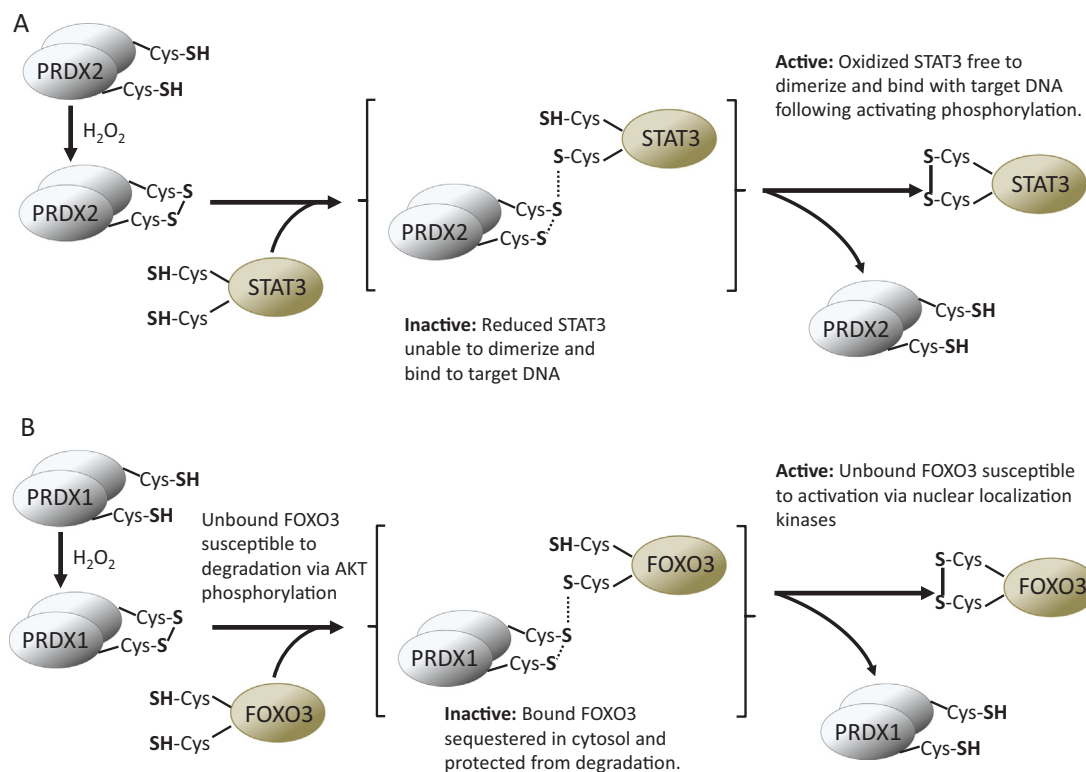 A
PRDX2
Cys-SH
Cys-SH
H₂O₂
PRDX2
Cys-S
Cys-S
SH-Cys
SH-Cys
STAT3
SH-Cys
S-Cys
STAT3
PRDX2
Cys-S
Cys-S
Inactive: Reduced STAT3
unable to dimerize and
bind to target DNA
Active: Oxidized STAT3 free to
dimerize and bind with target DNA
following activating phosphorylation.
S-Cys
S-Cys
STAT3
PRDX2
Cys-SH
Cys-SH
B
PRDX1
Cys-SH
Cys-SH
H₂O₂
PRDX1
Cys-S
Cys-S
Unbound FOXO3
susceptible to
degradation via AKT
phosphorylation
SH-Cys
SH-Cys
FOXO3
SH-Cys
S-Cys
FOXO3
PRDX1
Cys-S
Cys-S
Inactive: Bound FOXO3
sequestered in cytosol and
protected from degradation.
Active: Unbound FOXO3 susceptible
to activation via nuclear localization
kinases
S-Cys
S-Cys
FOXO3
PRDX1
Cys-SH
Cys-SH